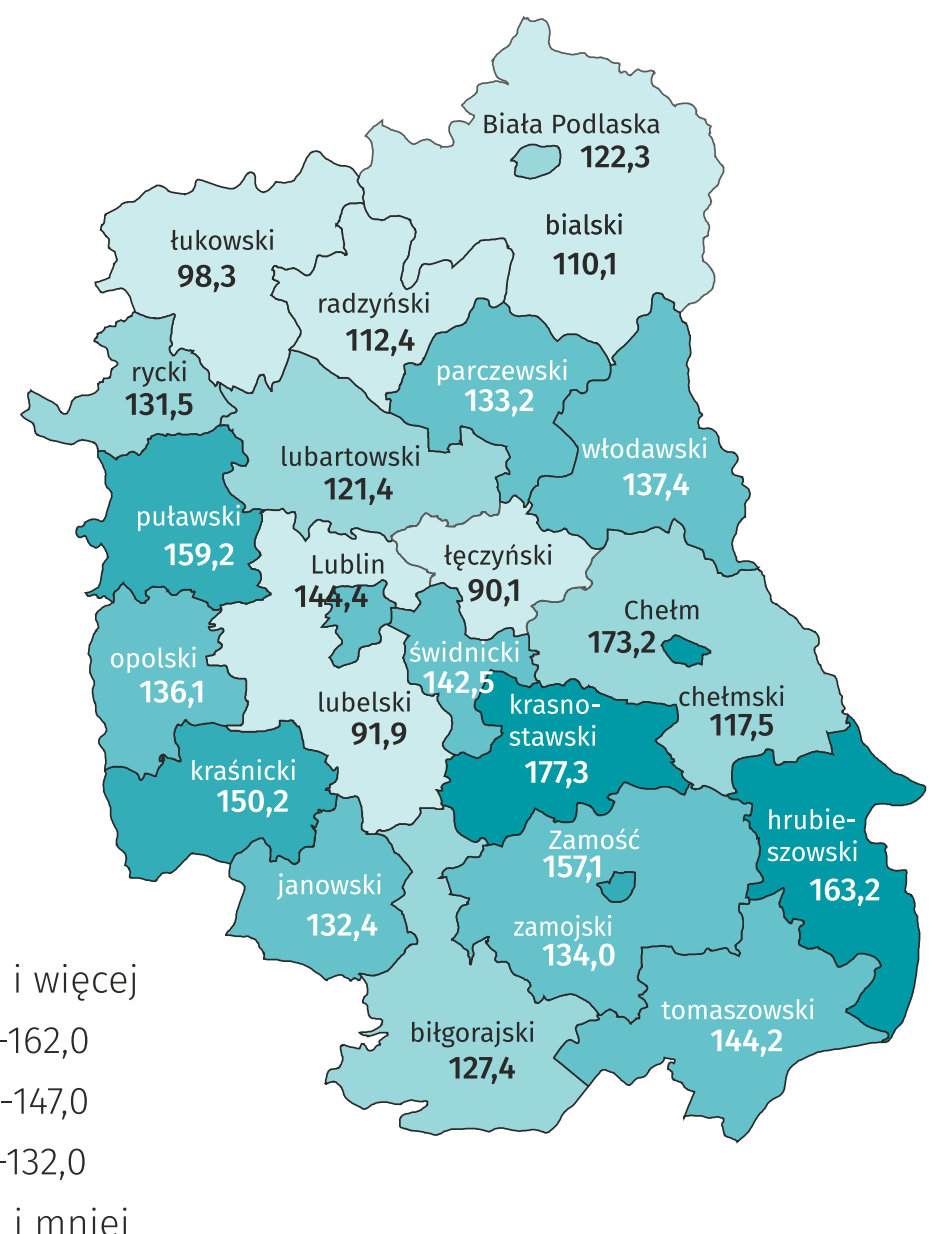 Biała Podlaska
122,3
bialski
110,1
łukowski
98,3
radzyński
112,4
rycki
131,5
parczewski
133,2
lubartowski
121,4
włodawski
137,4
puławski
159,2
Lublin
144,4
łęczyński
90,1
Chełm
173,2
opolski
136,1
świdnicki
142,5
lubelski
91,9
krasno-
stawski
177,3
chełmski
117,5
kraśnicki
150,2
hrubie-
szowski
163,2
Zamość
157,1
janowski
132,4
zamojski
134,0
i więcej
–162,0
tomaszowski
144,2
biłgorajski
127,4
–147,0
–132,0
i mniej